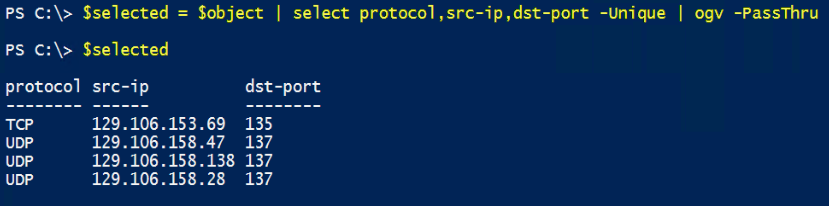 PS C:\> $selected = $object | select protocol,src-ip,dst-port -Unique | ogv -PassThru
PS C:\> $selected
protocol src-ip         dst-port
-------- ------         --------
TCP      129.106.153.69  135
UDP      129.106.158.47  137
UDP      129.106.158.138 137
UDP      129.106.158.28  137